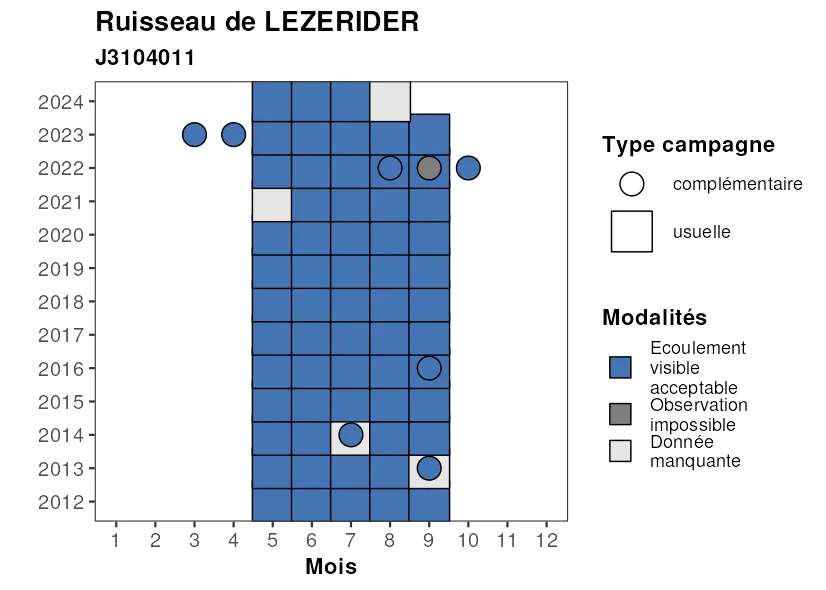 Ruisseau de LEZERIDER
J3104011
2024
2023
2022
2021
2020
2019
2018
2017
2016
2015
2014
2013
2012
1 2 3 4 5 6 7 8 9 10 11 12
Mois
Type campagne
complémentaire
usuelle
Modalités
Ecoulement
visible
acceptable
Observation
impossible
Donnée
manquante